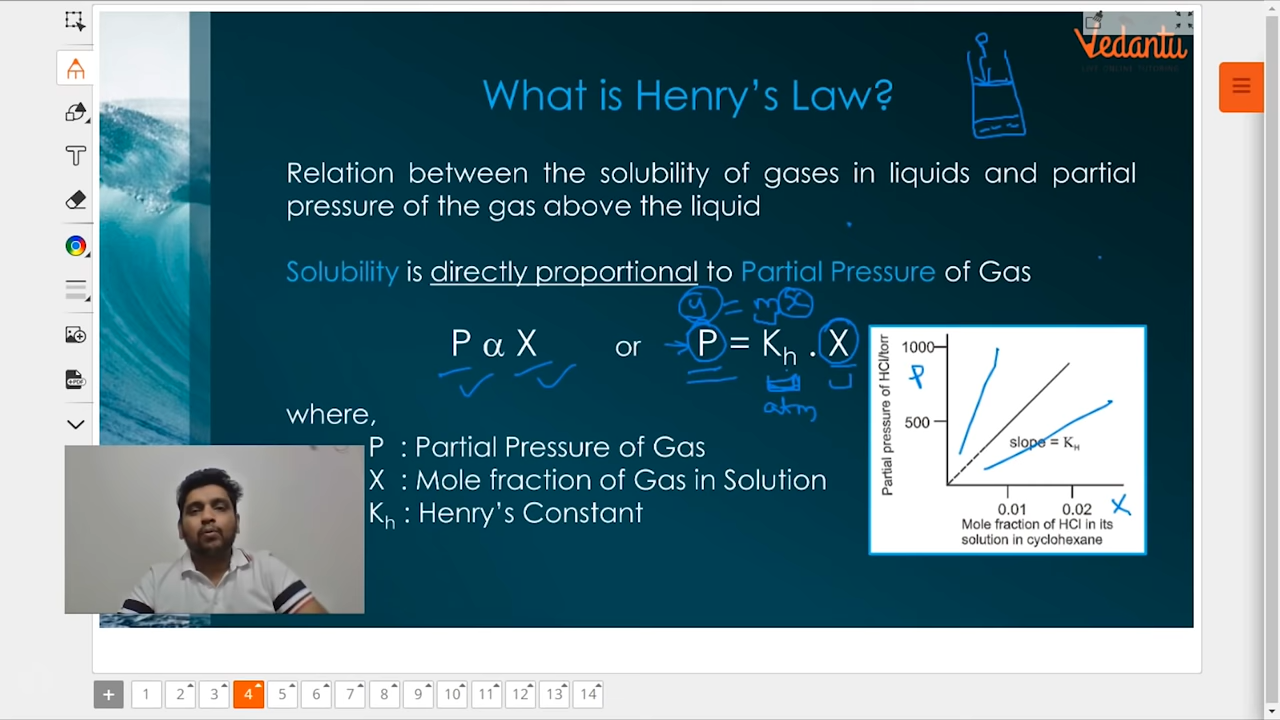 Vedantu
LIVE ONLINE TUTORING
What is Henry's Law?
P
Relation between the solubility of gases in liquids and partial
pressure of the gas above the liquid
Solubility is directly proportional to Partial Pressure of Gas
y = mx
P α X or P = Kh . X
atm
where,
P : Partial Pressure of Gas
X : Mole fraction of Gas in Solution
Kh : Henry's Constant
Partial pressure of HCl/torr
1000
P
500
slope = KH
0.01 0.02 X
Mole fraction of HCl in its
solution in cyclohexane
T
PDF
+ 1 2 3 4 5 6 7 8 9 10 11 12 13 14